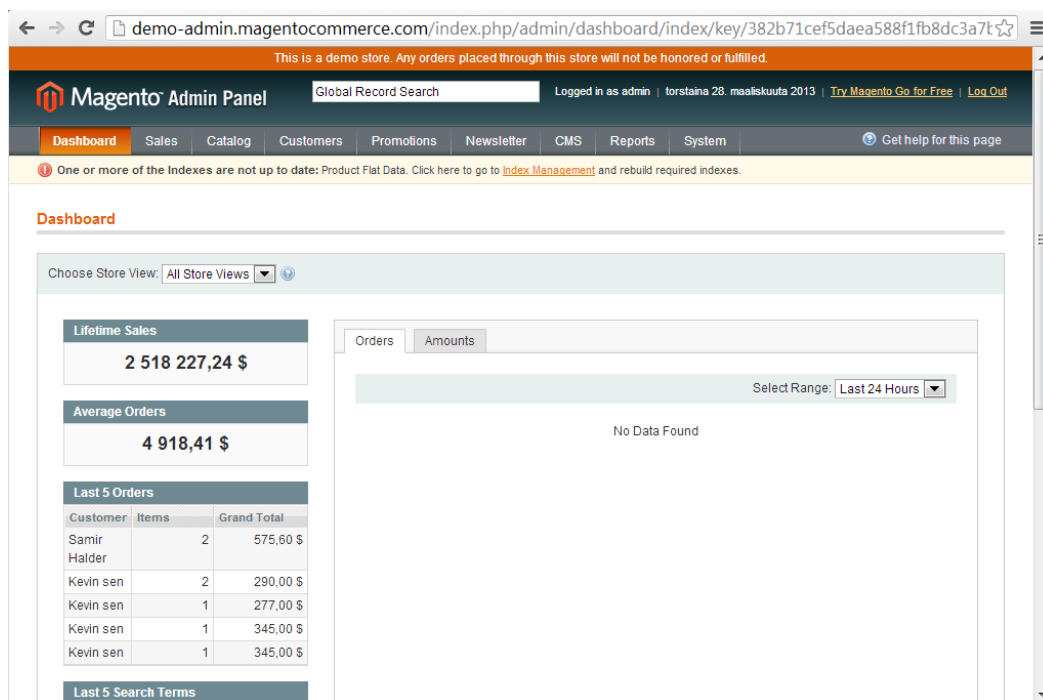 demo-admin.magentocommerce.com/index.php/admin/dashboard/index/key/382b71cef5daea588f1fb8dc3a7b
This is a demo store. Any orders placed through this store will not be honored or fulfilled.
Magento Admin Panel
Global Record Search
Logged in as admin | torstaina 28. maaliskuuta 2013 | Try Magento Go for Free | Log Out
Dashboard Sales Catalog Customers Promotions Newsletter CMS Reports System
Get help for this page
One or more of the Indexes are not up to date: Product Flat Data. Click here to go to Index Management and rebuild required indexes.
Dashboard
Choose Store View: All Store Views
Lifetime Sales
2 518 227,24 $
Average Orders
4 918,41 $
Last 5 Orders
Customer Items Grand Total
Samir Halder 2 575,60 $
Kevin sen 2 290,00 $
Kevin sen 1 277,00 $
Kevin sen 1 345,00 $
Kevin sen 1 345,00 $
Last 5 Search Terms
Orders Amounts
Select Range: Last 24 Hours
No Data Found